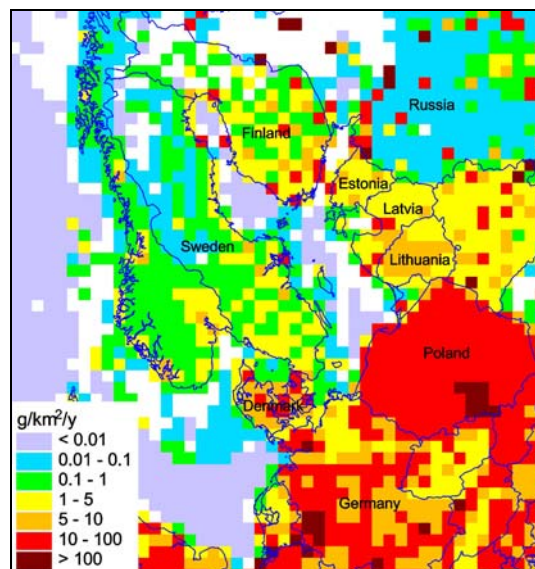 Russia
Finland
Estonia
Latvia
Sweden
Lithuania
Poland
Denmark
Germany
g/km²/y
< 0.01
0.01 - 0.1
0.1 - 1
1 - 5
5 - 10
10 - 100
> 100